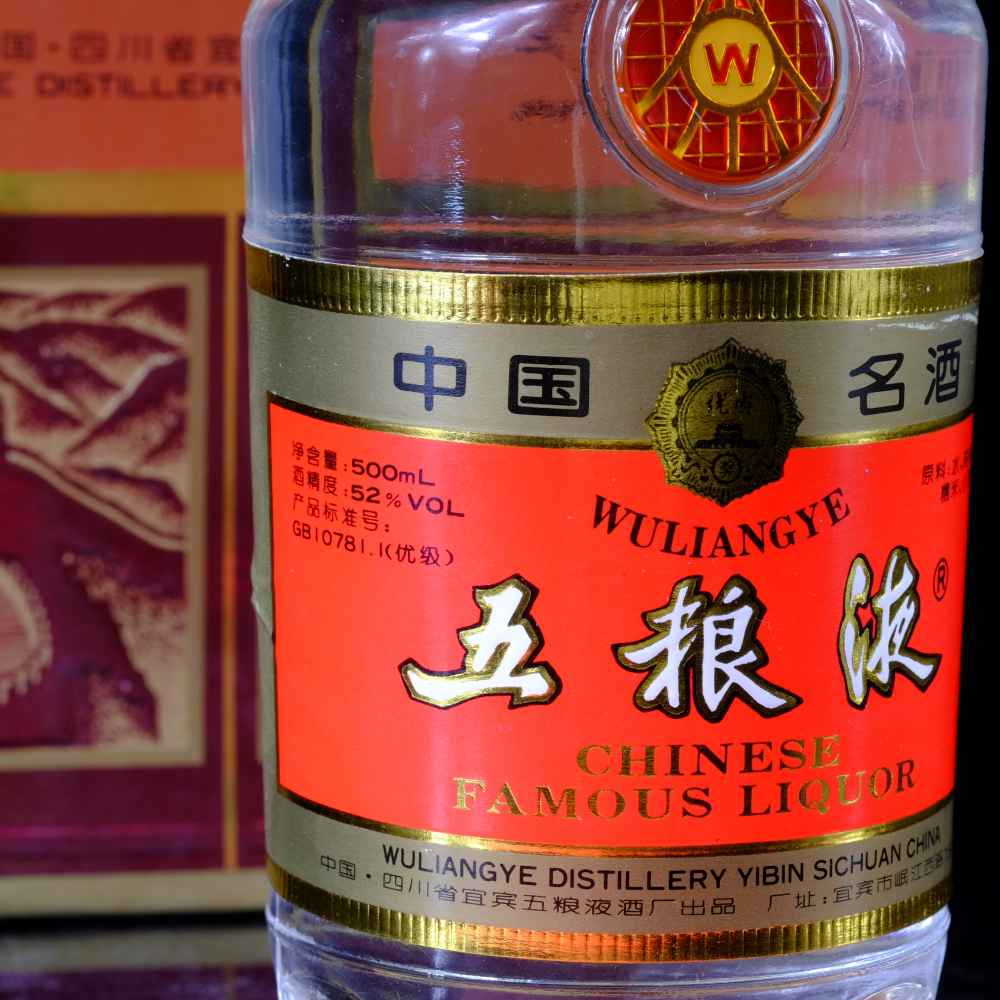 国·四川省宜
E DISTILLERY
W
中国 名酒
净含量:500mL
酒精度:52%VOL
产品标准号:
GB10781.1(优级)
原料:水、
糯米
WULIANGYE
五粮液®
CHINESE
FAMOUS LIQUOR
WULIANGYE DISTILLERY YIBIN SICHUAN CHINA
中国·四川省宜宾五粮液酒厂出品 厂址:宜宾市岷江西路